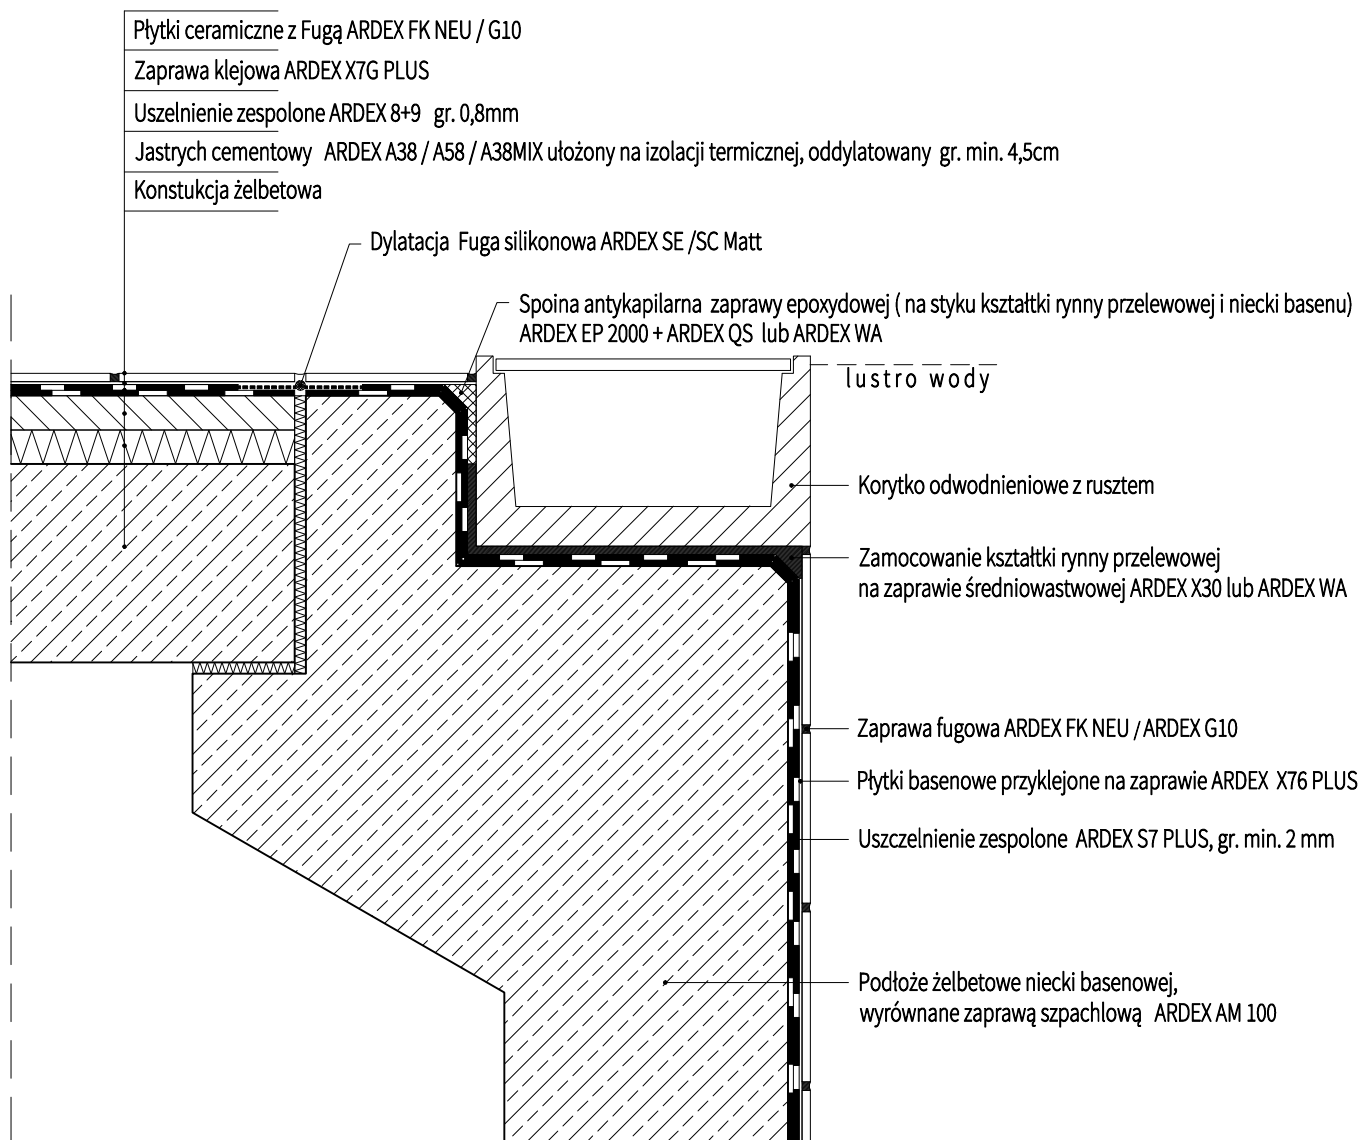 Płytki ceramiczne z Fugą ARDEX FK NEU / G10
Zaprawa klejowa ARDEX X7G PLUS
Uszelnienie zespolone ARDEX 8+9 gr. 0,8mm
Jastrych cementowy ARDEX A38 / A58 / A38MIX ułożony na izolacji termicznej, oddylatowany gr. min. 4,5cm
Konstukcja żelbetowa
Dylatacja Fuga silikonowa ARDEX SE /SC Matt
Spoina antykapilarna zaprawy epoxydowej ( na styku kształtki rynny przelewowej i niecki basenu)
ARDEX EP 2000 + ARDEX QS lub ARDEX WA
lustro wody
Korytko odwodnieniowe z rusztem
Zamocowanie kształtki rynny przelewowej
na zaprawie średniowastwowej ARDEX X30 lub ARDEX WA
Zaprawa fugowa ARDEX FK NEU / ARDEX G10
Płytki basenowe przyklejone na zaprawie ARDEX X76 PLUS
Uszczelnienie zespolone ARDEX S7 PLUS, gr. min. 2 mm
Podłoże żelbetowe niecki basenowej,
wyrównane zaprawą szpachlową ARDEX AM 100